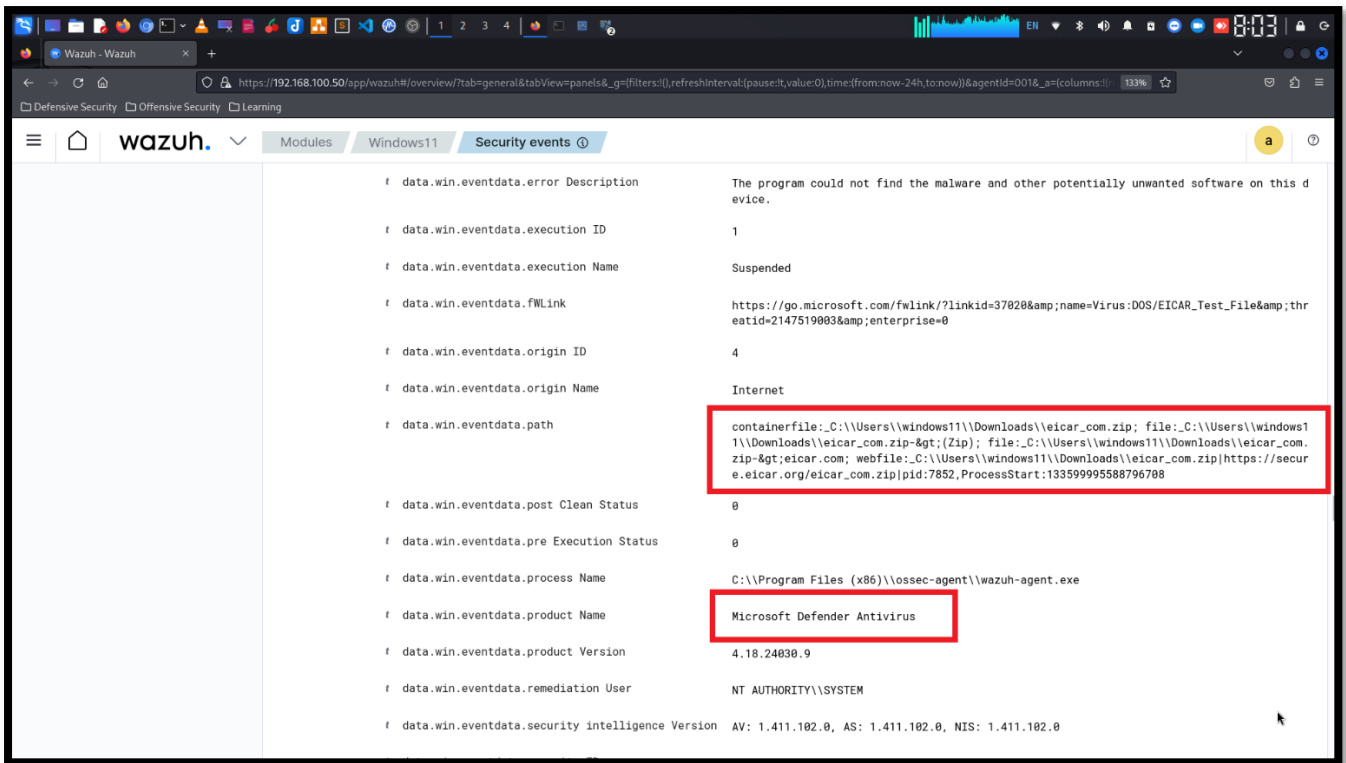 EN
1 2 3 4
8:03
Wazuh - Wazuh
https://192.168.100.50/app/wazuh#/overview/?tab=general&tabView=panels&_g=(filters:!(),refreshInterval:(pause:!t,value:0),time:(from:now-24h,to:now))&agentId=001&_a=(columns:!(
133%
Defensive Security Offensive Security Learning
wazuh. Modules Windows11 Security events a
t data.win.eventdata.error Description The program could not find the malware and other potentially unwanted software on this d
evice.
t data.win.eventdata.execution ID 1
t data.win.eventdata.execution Name Suspended
t data.win.eventdata.fWLink https://go.microsoft.com/fwlink/?linkid=37020&amp;name=Virus:DOS/EICAR_Test_File&amp;thr
eatid=2147519003&amp;enterprise=0
t data.win.eventdata.origin ID 4
t data.win.eventdata.origin Name Internet
t data.win.eventdata.path containerfile:_C:\\Users\\windows11\\Downloads\\eicar_com.zip; file:_C:\\Users\\windows1
1\\Downloads\\eicar_com.zip-&gt;(Zip); file:_C:\\Users\\windows11\\Downloads\\eicar_com.
zip-&gt;eicar.com; webfile:_C:\\Users\\windows11\\Downloads\\eicar_com.zip|https://secur
e.eicar.org/eicar_com.zip|pid:7852,ProcessStart:133599995588796708
t data.win.eventdata.post Clean Status 0
t data.win.eventdata.pre Execution Status 0
t data.win.eventdata.process Name C:\\Program Files (x86)\\ossec-agent\\wazuh-agent.exe
t data.win.eventdata.product Name Microsoft Defender Antivirus
t data.win.eventdata.product Version 4.18.24030.9
t data.win.eventdata.remediation User NT AUTHORITY\\SYSTEM
t data.win.eventdata.security intelligence Version AV: 1.411.102.0, AS: 1.411.102.0, NIS: 1.411.102.0